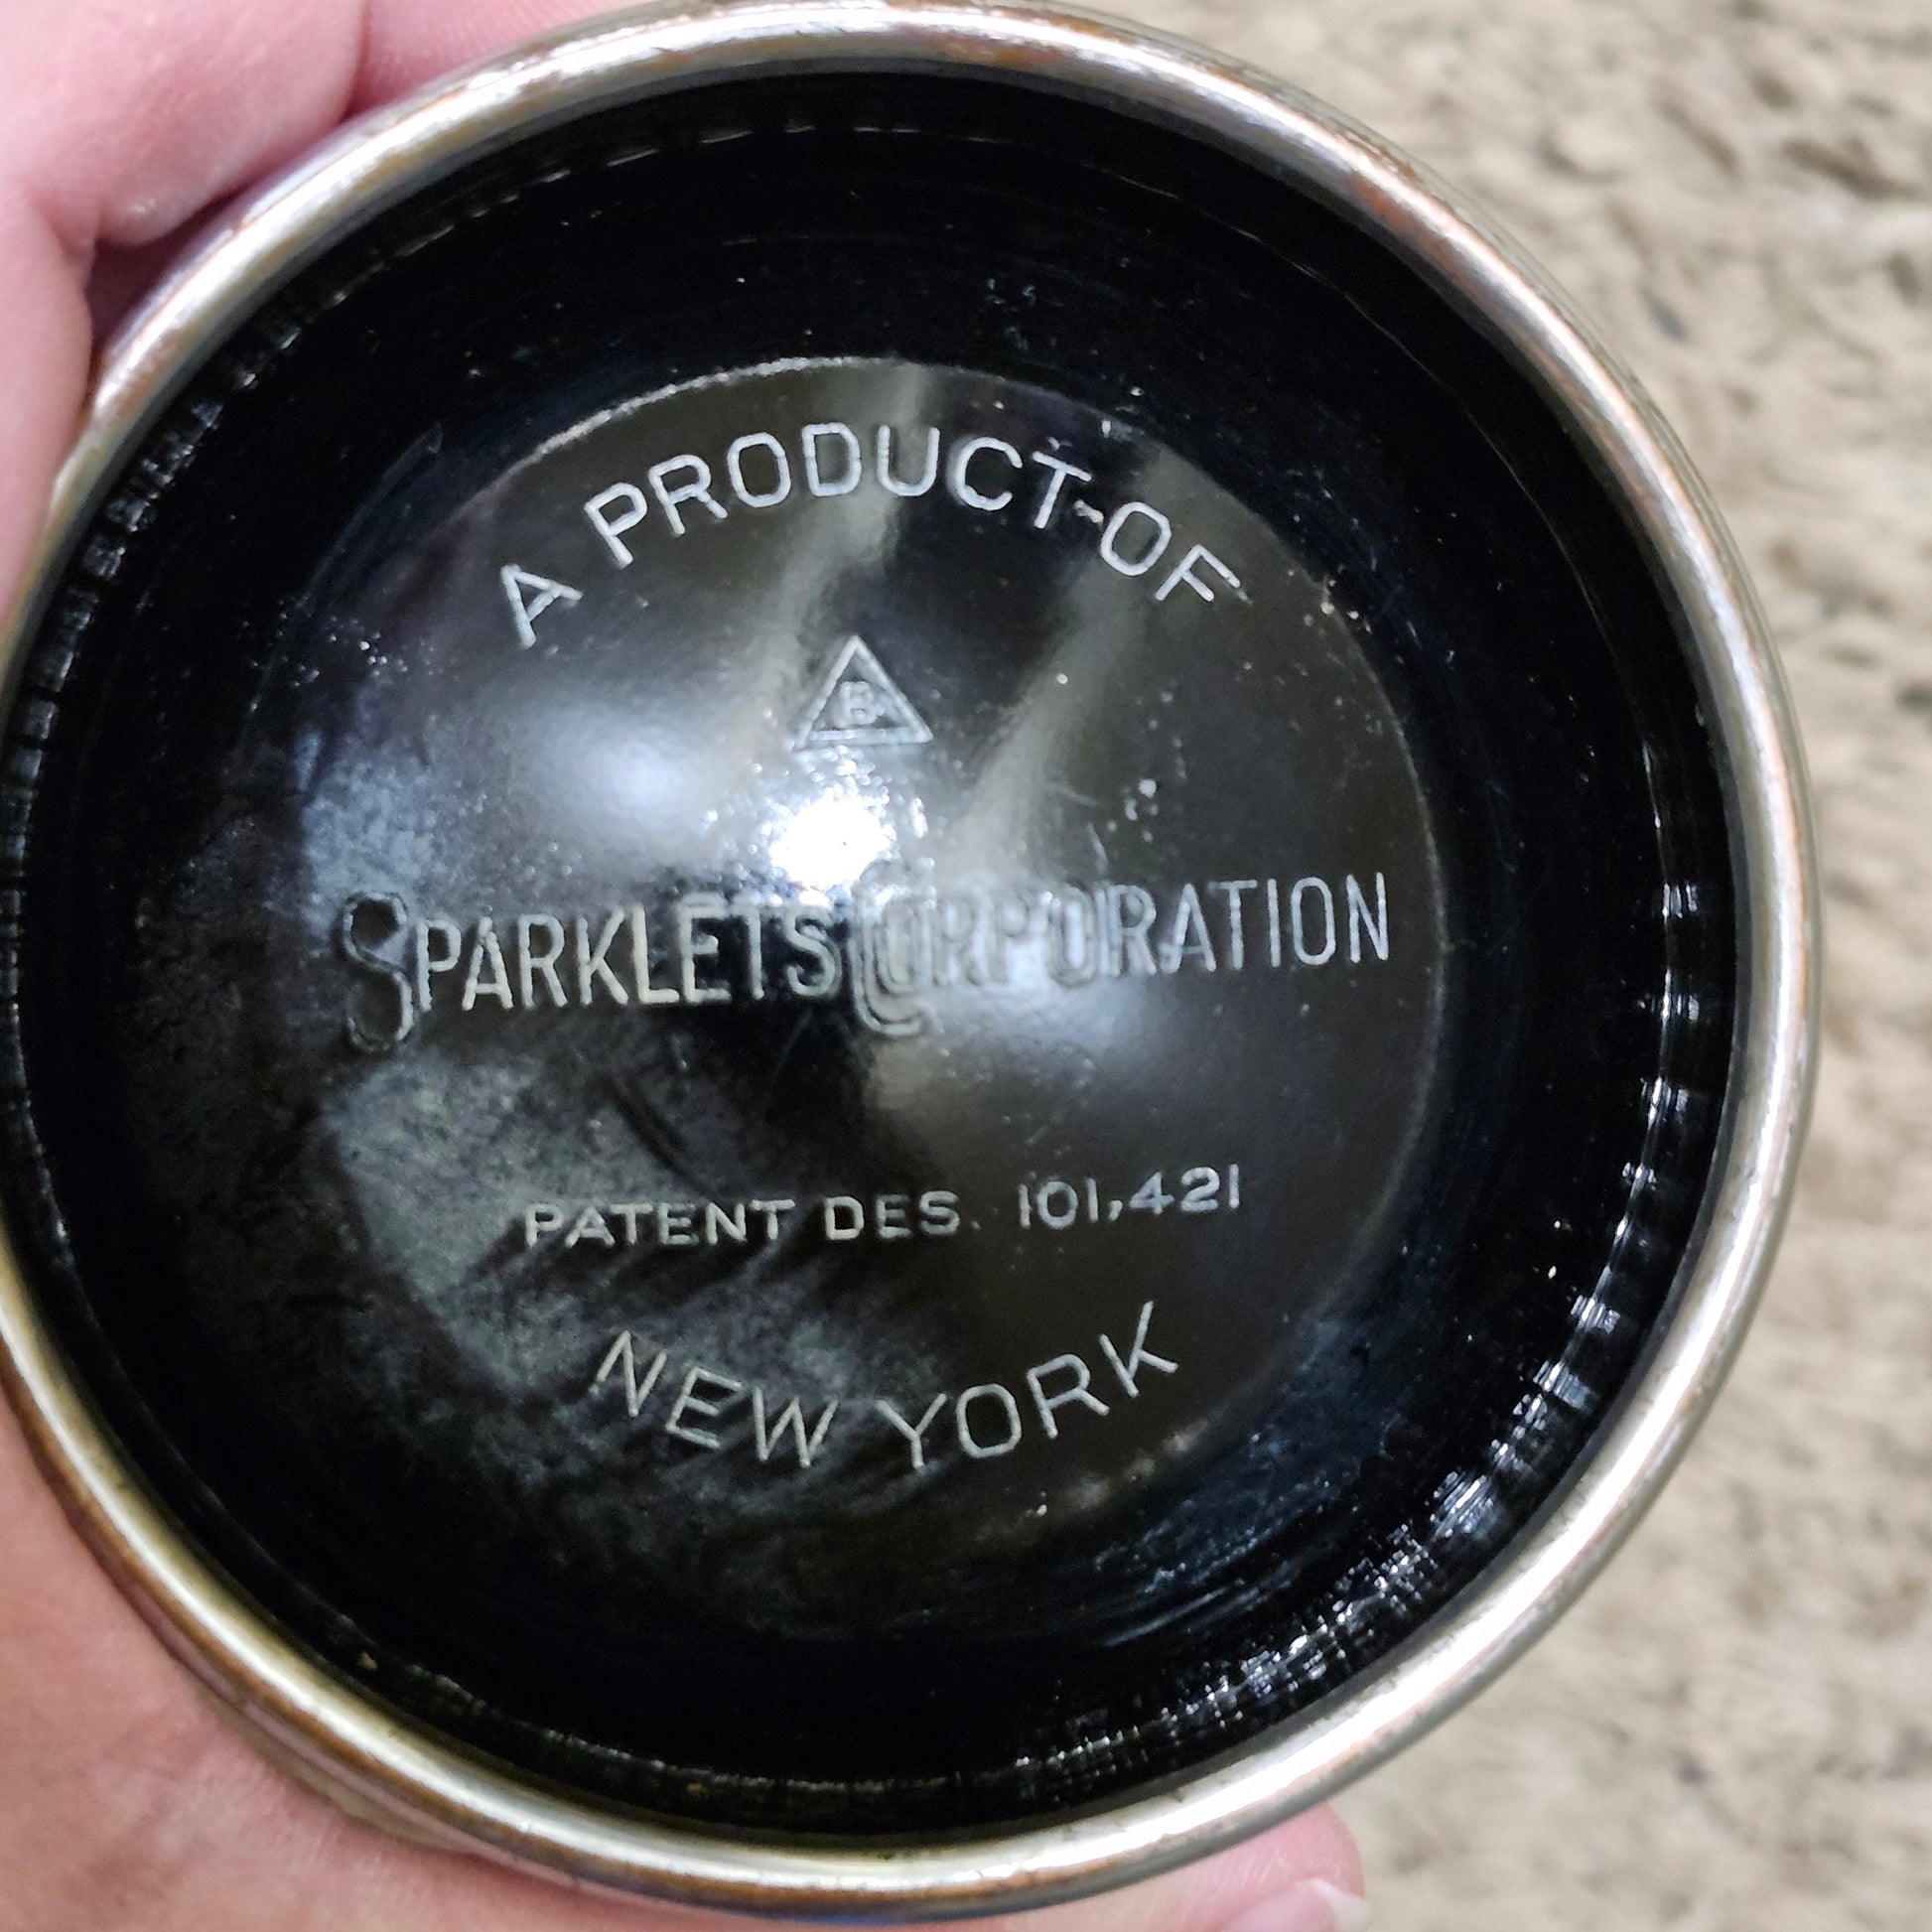 A PRODUCT-OF
B
SPARKLETS CORPORATION
PATENT DES. 101,421
NEW YORK